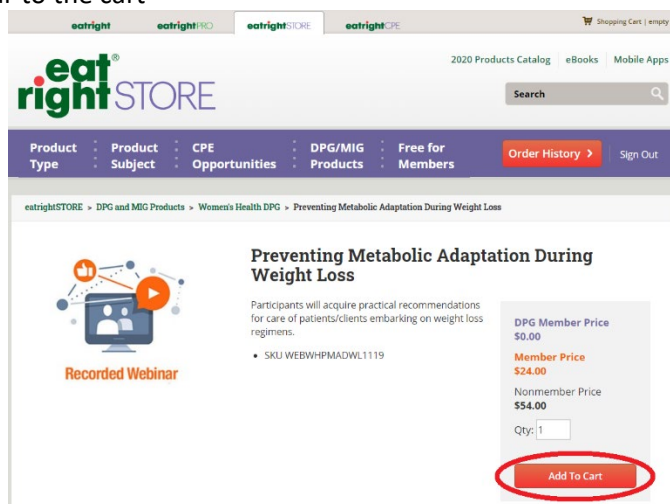 to the cart
eatright eatrightPRO eatrightSTORE eatrightCPE Shopping Cart | empty
eat®
right STORE
2020 Products Catalog eBooks Mobile Apps
Search
Product Type
Product Subject
CPE Opportunities
DPG/MIG Products
Free for Members
Order History
Sign Out
eatrightSTORE » DPG and MIG Products » Women's Health DPG » Preventing Metabolic Adaptation During Weight Loss
Recorded Webinar
Preventing Metabolic Adaptation During
Weight Loss
Participants will acquire practical recommendations
for care of patients/clients embarking on weight loss
regimens.
• SKU WEBWHPMADWL1119
DPG Member Price
$0.00
Member Price
$24.00
Nonmember Price
$54.00
Qty: 1
Add To Cart